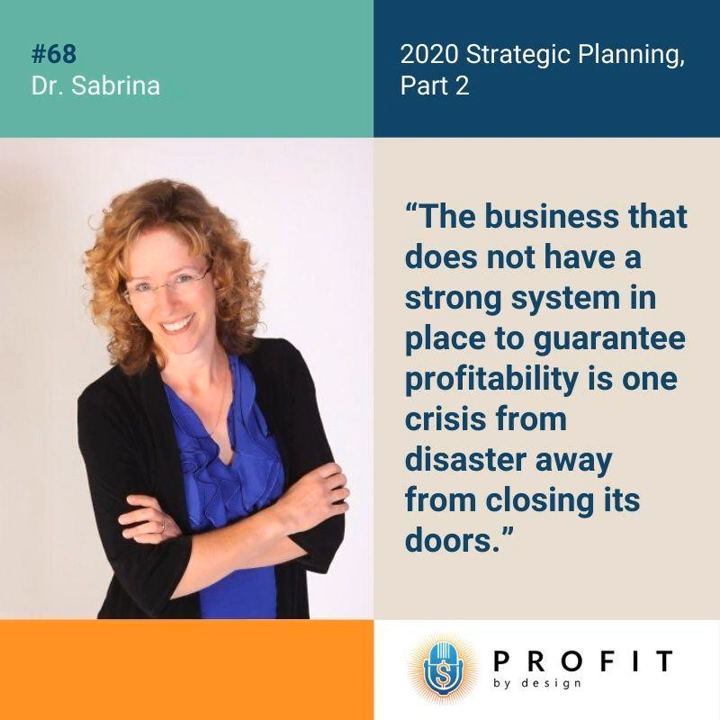 #68
Dr. Sabrina
2020 Strategic Planning,
Part 2
“The business that
does not have a
strong system in
place to guarantee
profitability is one
crisis from
disaster away
from closing its
doors.”
$
PROFIT
by design